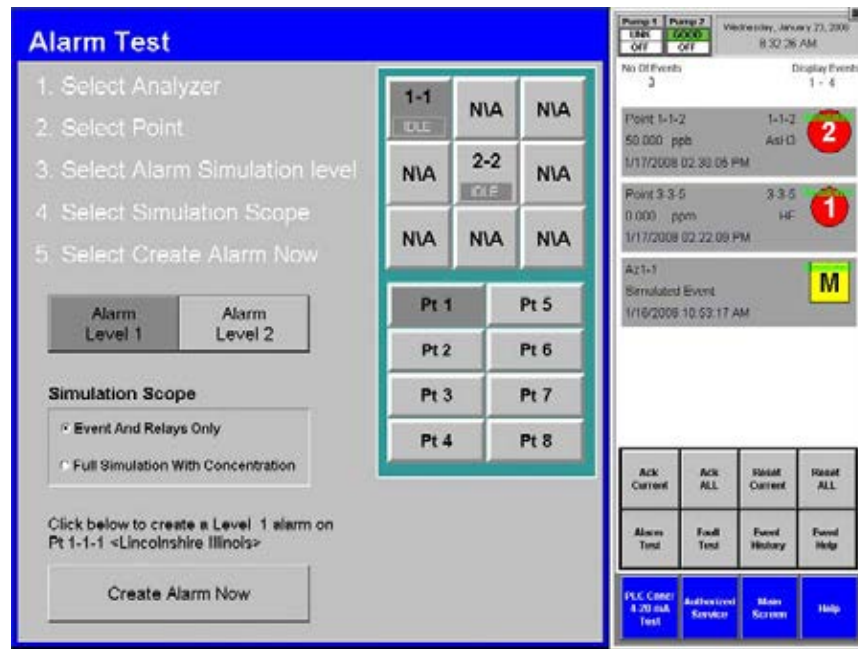 Alarm Test
1. Select Analyzer
2. Select Point
3. Select Alarm Simulation level
4. Select Simulation Scope
5. Select Create Alarm Now
Alarm
Level 1
Alarm
Level 2
Simulation Scope
Event And Relays Only
Full Simulation With Concentration
Click below to create a Level 1 alarm on
Pt 1-1-1 <Lincolnshire Illinois>
Create Alarm Now
1-1
IDLE
N\A
N\A
N\A
2-2
IDLE
N\A
N\A
N\A
N\A
Pt 1
Pt 5
Pt 2
Pt 6
Pt 3
Pt 7
Pt 4
Pt 8
Pump 1
LINK
OFF
Pump 2
GOOD
OFF
Wednesday, January 23, 2008
8:32:26 AM
No Of Events
3
Display Events
1 - 4
Point 1-1-2
1-1-2
50.000 ppb
AsH3
1/17/2008 02:30:06 PM
2
Point 3-3-5
3-3-5
0.000 ppm
HF
1/17/2008 02:22:09 PM
1
Az1-1
Simulated Event
1/16/2008 10:53:17 AM
M
Ack
Current
Ack
ALL
Reset
Current
Reset
ALL
Alarm
Test
Fault
Test
Event
History
Event
Help
4-20 mA
Test
Authorized
Service
Main
Screen
Help